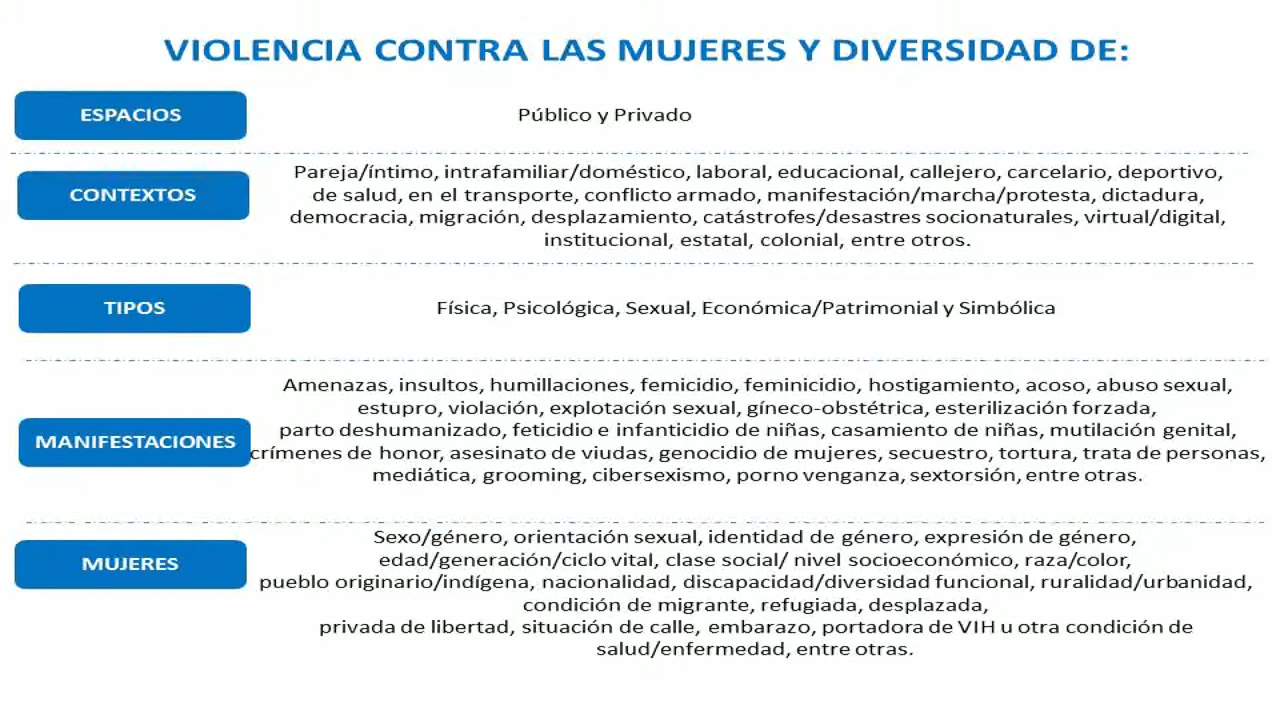 VIOLENCIA CONTRA LAS MUJERES Y DIVERSIDAD DE:
ESPACIOS
Público y Privado
CONTEXTOS
Pareja/íntimo, intrafamiliar/doméstico, laboral, educacional, callejero, carcelario, deportivo,
de salud, en el transporte, conflicto armado, manifestación/marcha/protesta, dictadura,
democracia, migración, desplazamiento, catástrofes/desastres socionaturales, virtual/digital,
institucional, estatal, colonial, entre otros.
TIPOS
Física, Psicológica, Sexual, Económica/Patrimonial y Simbólica
MANIFESTACIONES
Amenazas, insultos, humillaciones, femicidio, feminicidio, hostigamiento, acoso, abuso sexual,
estupro, violación, explotación sexual, gíneco-obstétrica, esterilización forzada,
parto deshumanizado, feticidio e infanticidio de niñas, casamiento de niñas, mutilación genital,
crímenes de honor, asesinato de viudas, genocidio de mujeres, secuestro, tortura, trata de personas,
mediática, grooming, cibersexismo, porno venganza, sextorsión, entre otras.
MUJERES
Sexo/género, orientación sexual, identidad de género, expresión de género,
edad/generación/ciclo vital, clase social/ nivel socioeconómico, raza/color,
pueblo originario/indígena, nacionalidad, discapacidad/diversidad funcional, ruralidad/urbanidad,
condición de migrante, refugiada, desplazada,
privada de libertad, situación de calle, embarazo, portadora de VIH u otra condición de
salud/enfermedad, entre otras.